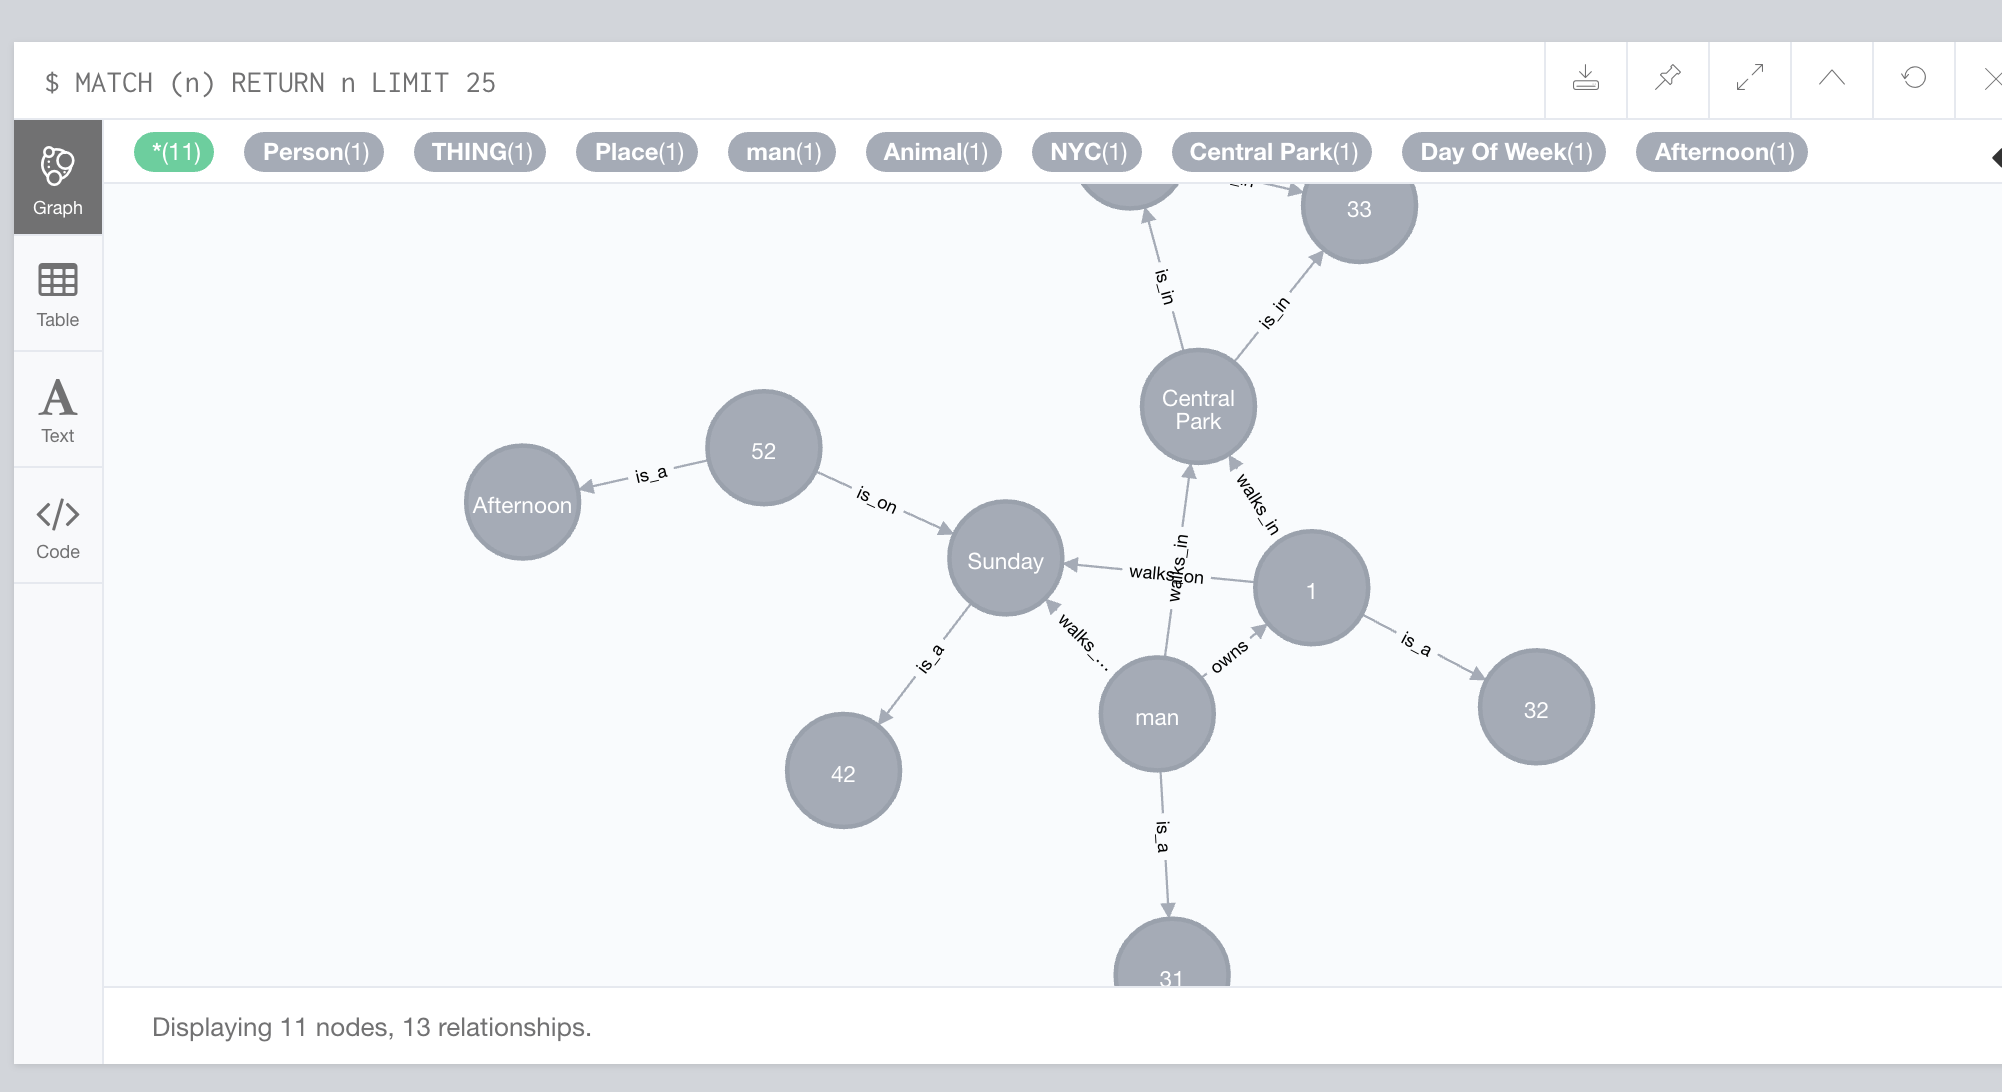 $ MATCH (n) RETURN n LIMIT 25
*(11) Person(1) THING(1) Place(1) man(1) Animal(1) NYC(1) Central Park(1) Day Of Week(1) Afternoon(1)
Graph
Table
Text
Code
33
is_in
is_in
Central
Park
52
is_a
Afternoon
is_on
walks_in
Sunday
walks_on
walks_in
1
walks_...
owns
is_a
is_a
man
32
42
is_a
31
Displaying 11 nodes, 13 relationships.